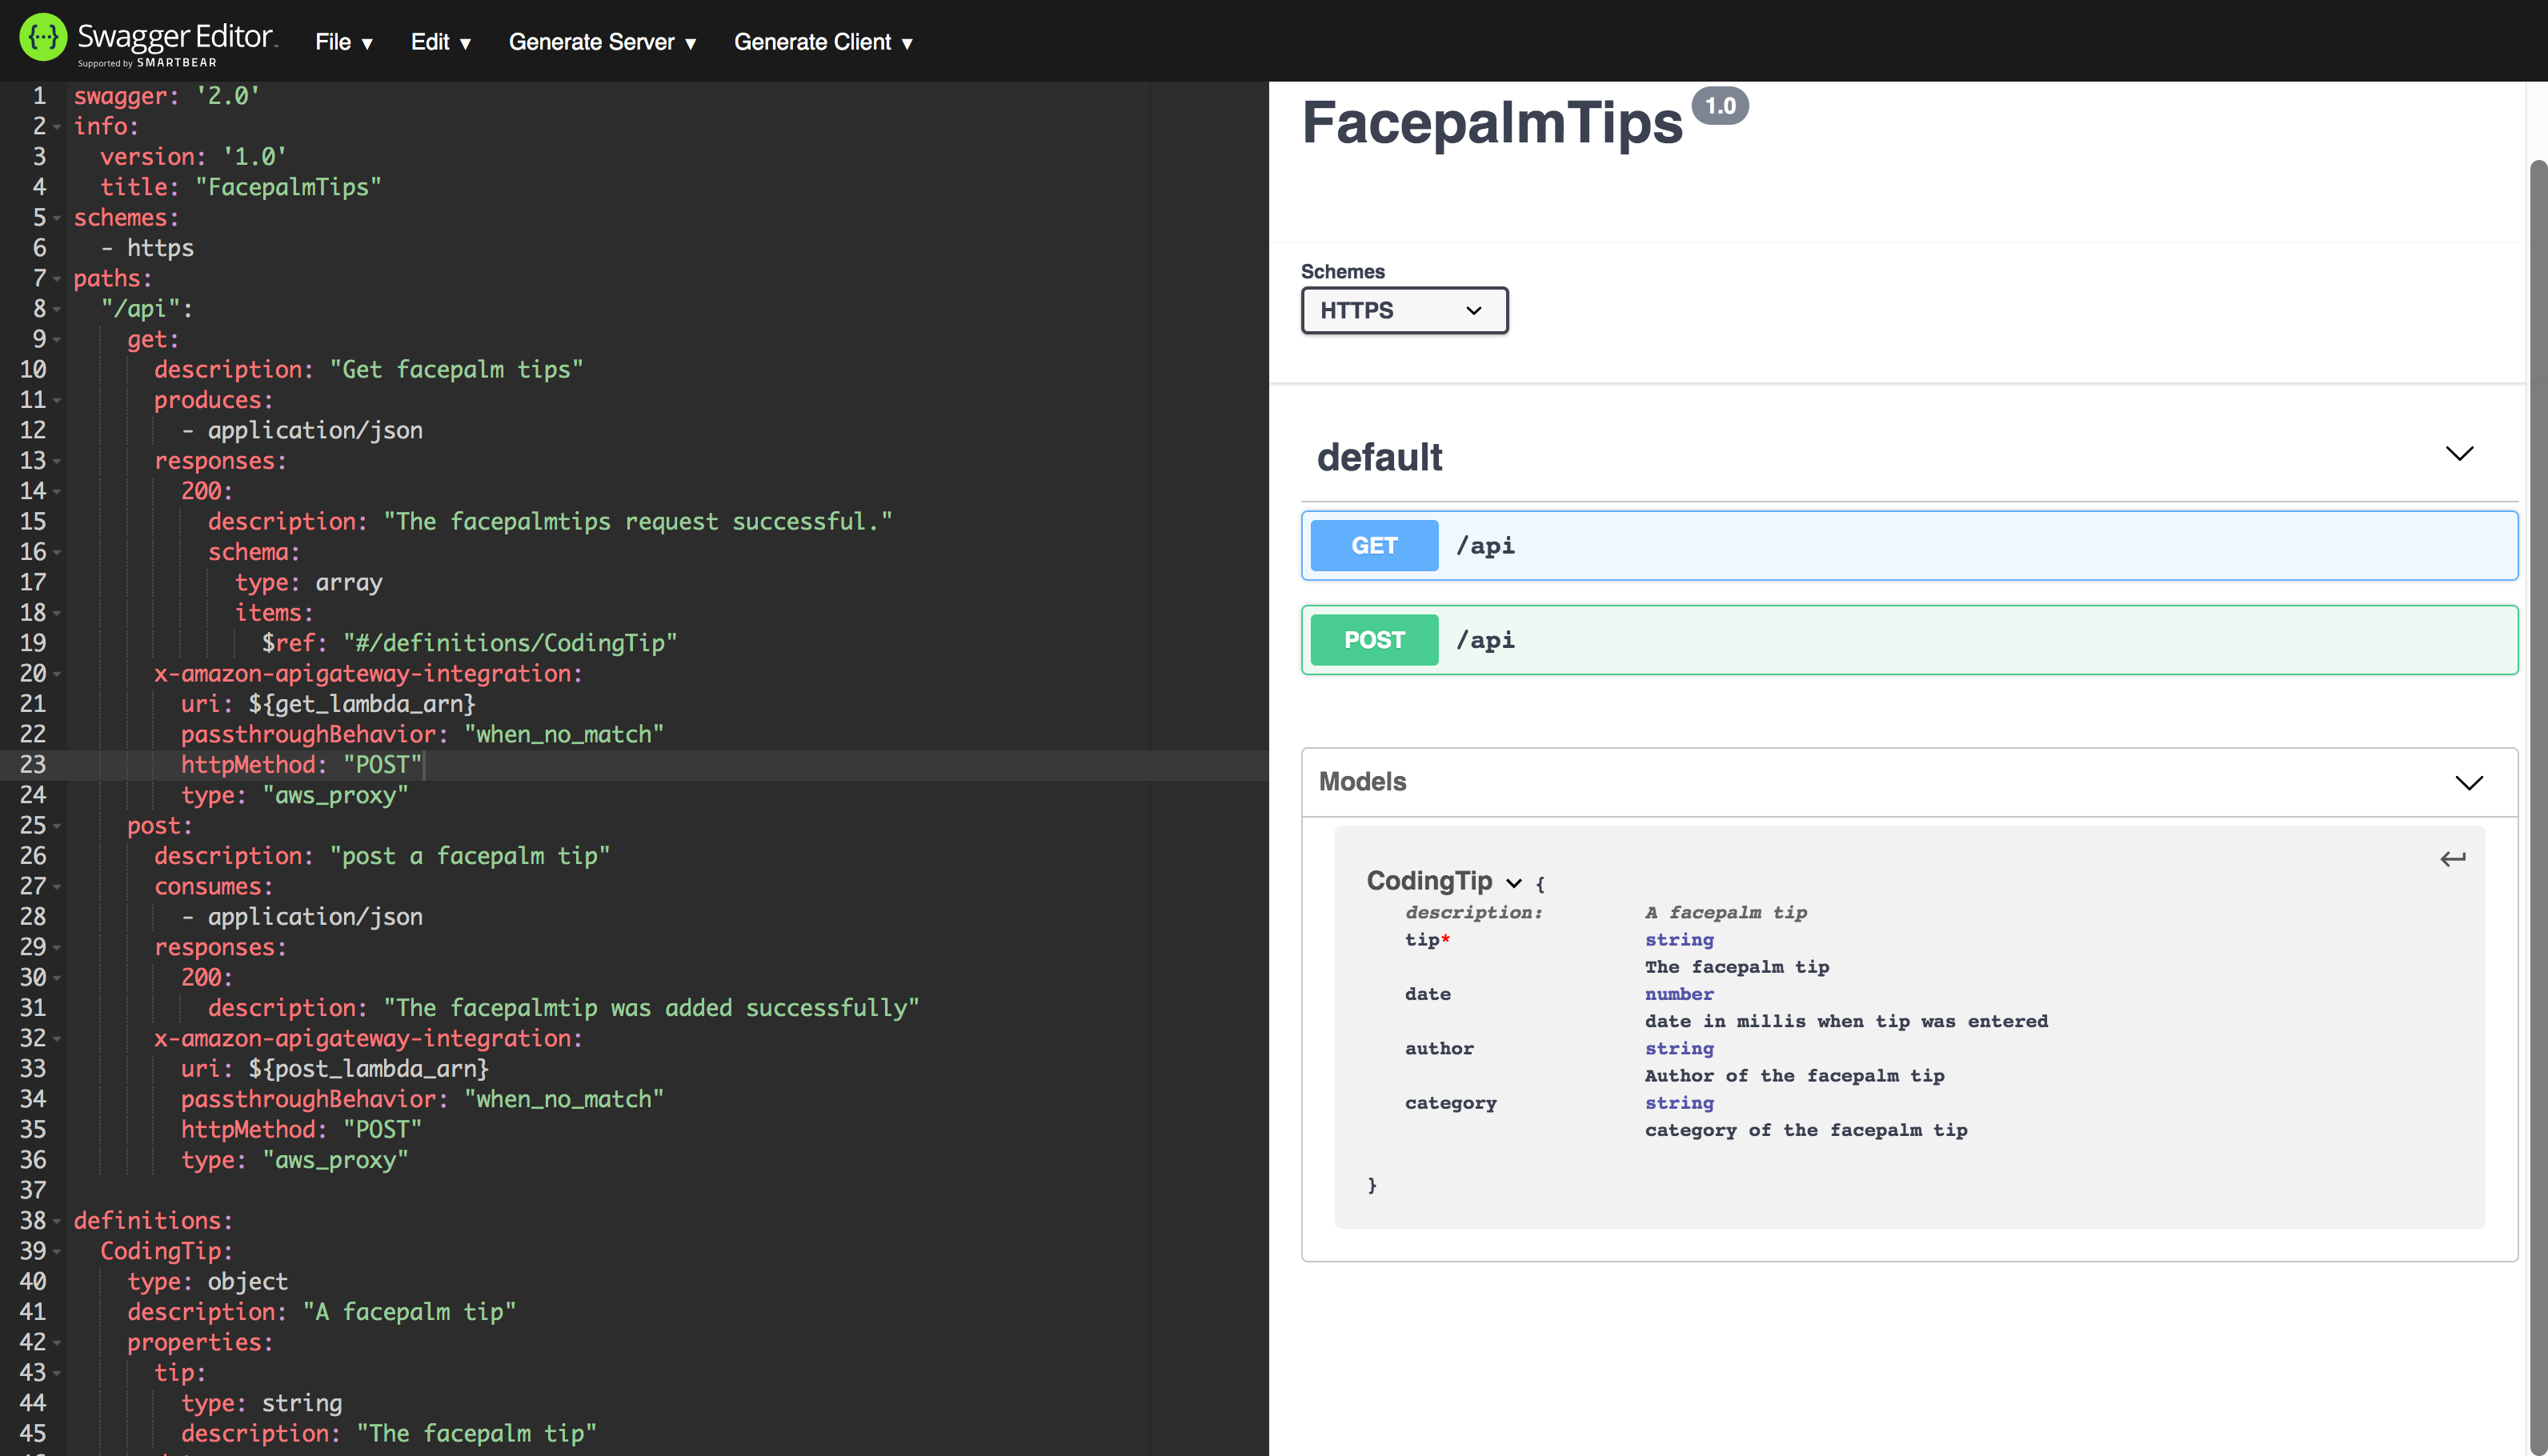 Swagger Editor
Supported by SMARTBEAR
File ▾
Edit ▾
Generate Server ▾
Generate Client ▾
1 swagger: '2.0'
2 info:
3   version: '1.0'
4   title: "FacepalmTips"
5 schemes:
6   - https
7 paths:
8   "/api":
9     get:
10       description: "Get facepalm tips"
11       produces:
12         - application/json
13       responses:
14         200:
15           description: "The facepalmtips request successful."
16           schema:
17             type: array
18             items:
19               $ref: "#/definitions/CodingTip"
20       x-amazon-apigateway-integration:
21         uri: ${get_lambda_arn}
22         passthroughBehavior: "when_no_match"
23         httpMethod: "POST"
24         type: "aws_proxy"
25     post:
26       description: "post a facepalm tip"
27       consumes:
28         - application/json
29       responses:
30         200:
31           description: "The facepalmtip was added successfully"
32       x-amazon-apigateway-integration:
33         uri: ${post_lambda_arn}
34         passthroughBehavior: "when_no_match"
35         httpMethod: "POST"
36         type: "aws_proxy"
37
38 definitions:
39   CodingTip:
40     type: object
41     description: "A facepalm tip"
42     properties:
43       tip:
44         type: string
45         description: "The facepalm tip"
FacepalmTips 1.0
Schemes
HTTPS
default
GET /api
POST /api
Models
CodingTip {
description: A facepalm tip
tip* string
The facepalm tip
date number
date in millis when tip was entered
author string
Author of the facepalm tip
category string
category of the facepalm tip
}